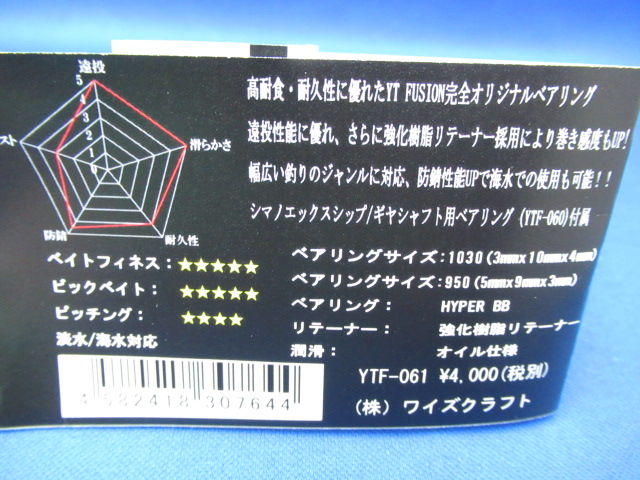 遠投
5
4
3
2
1
0
スト
滑らかさ
防錆
耐久性
高耐食・耐久性に優れたYT FUSION完全オリジナルベアリング
遠投性能に優れ、さらに強化樹脂リテーナー採用により巻き感度もUP!
幅広い釣りのジャンルに対応、防錆性能UPで海水での使用も可能!!
シマノエックスシップ/ギヤシャフト用ベアリング (YTF-060)付属
ベイトフィネス：★★★★★
ビックベイト：★★★★★
ピッチング：★★★★
淡水/海水対応
ベアリングサイズ:1030 (3mmx10mmx4mm)
ベアリングサイズ:950 (5mmx9mmx3mm)
ベアリング： HYPER BB
リテーナー： 強化樹脂リテーナー
潤滑： オイル仕様
YTF-061 ¥4,000(税別)
(株) ワイズクラフト
4 582418 307644